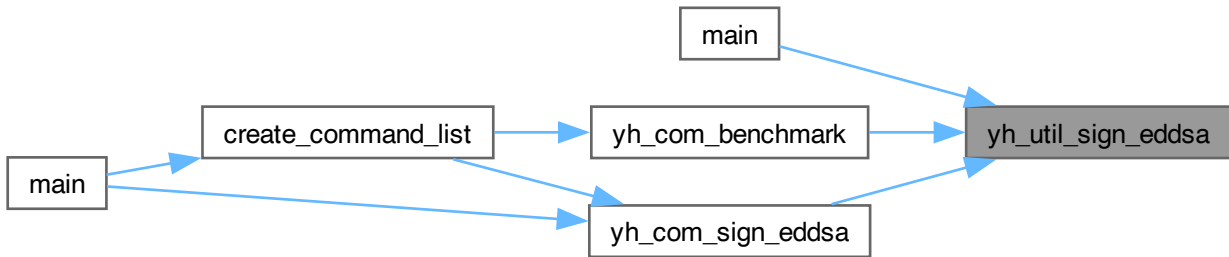 main
create_command_list
yh_com_benchmark
yh_util_sign_eddsa
main
yh_com_sign_eddsa